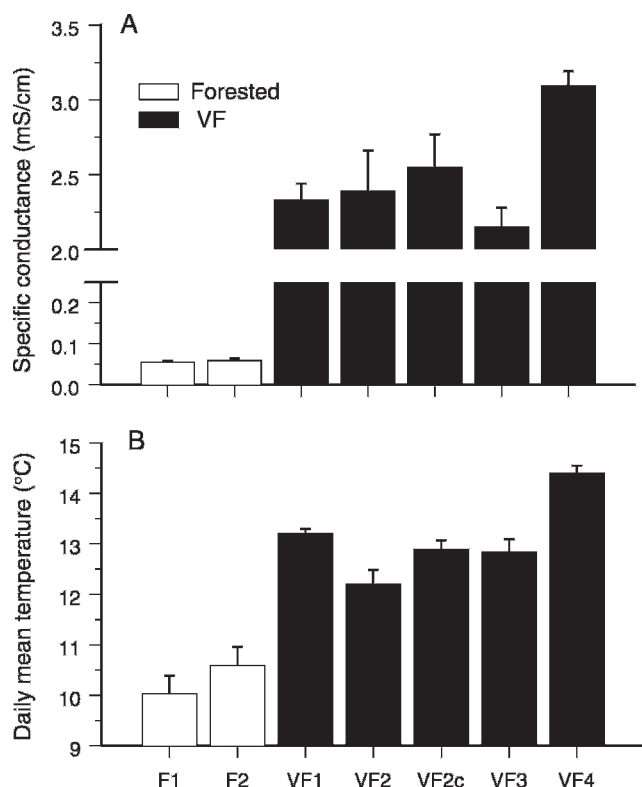 A
Specific conductance (mS/cm)
3.5
3.0
2.5
2.0
0.2
0.1
0.0
Forested
VF
B
Daily mean temperature (°C)
15
14
13
12
11
10
9
F1 F2 VF1 VF2 VF2c VF3 VF4